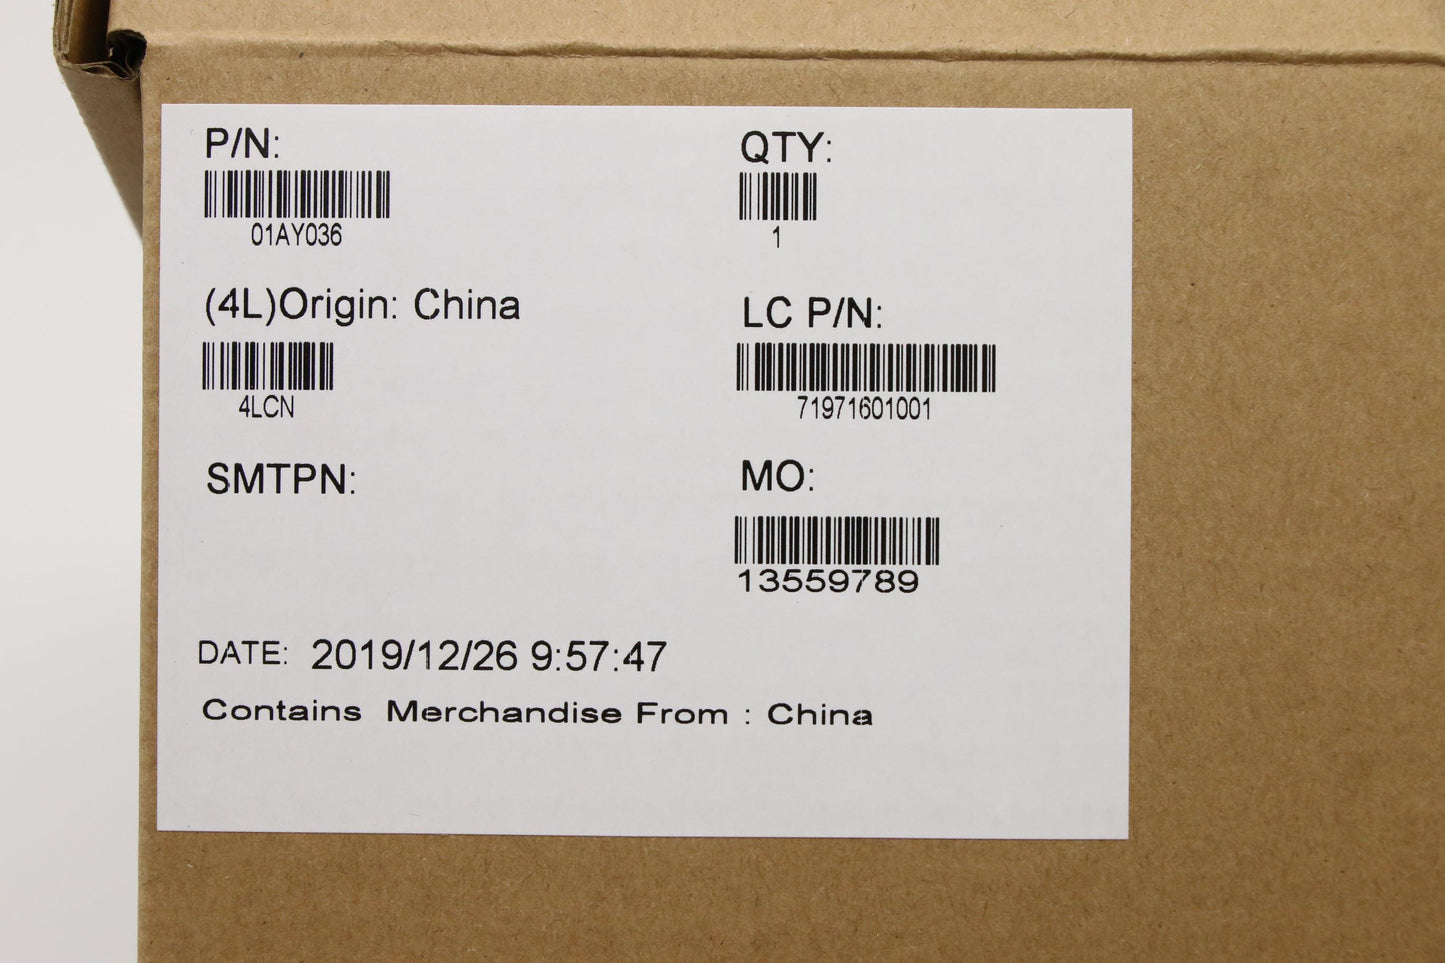 P/N:
01AY036
QTY:
1
(4L)Origin: China
4LCN
LC P/N:
71971601001
SMTPN:
MO:
13559789
DATE: 2019/12/26 9:57:47
Contains Merchandise From : China